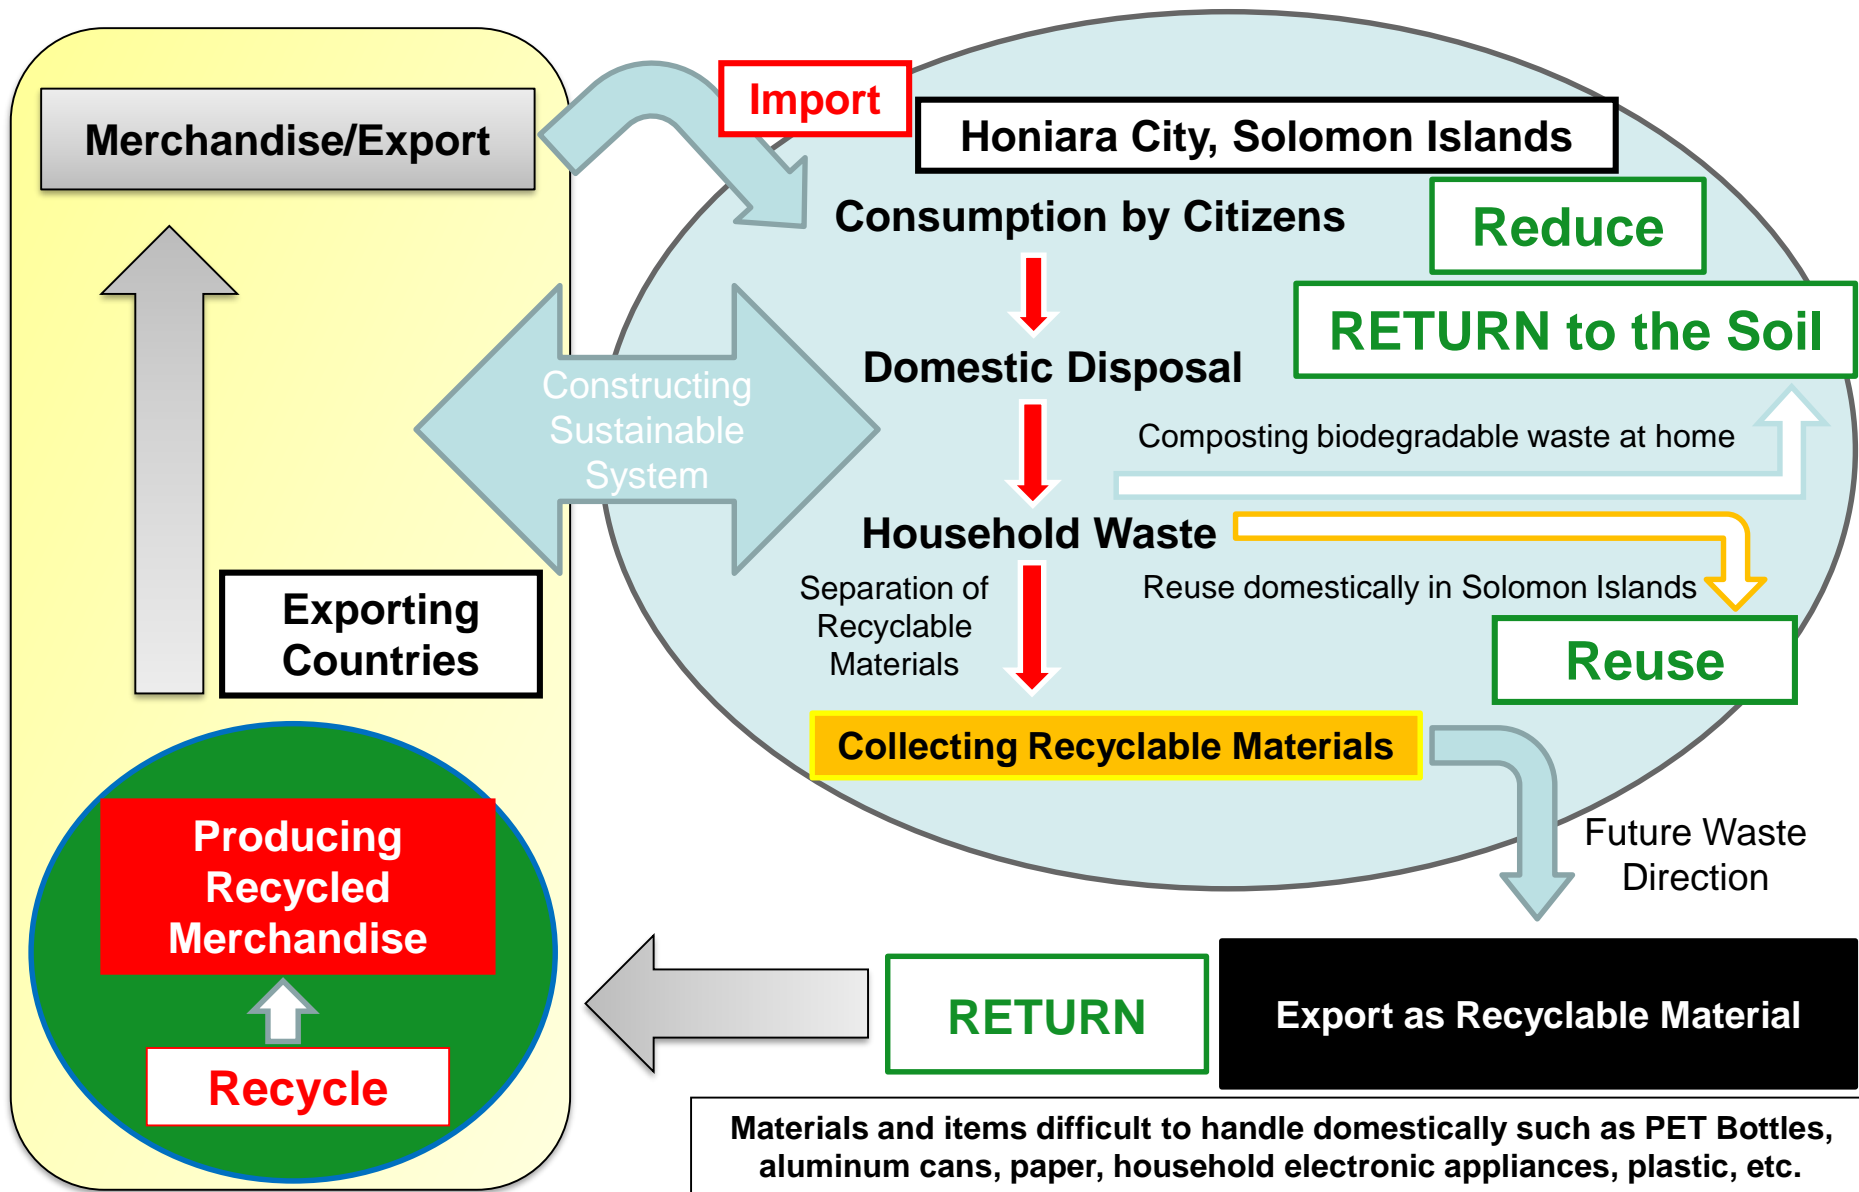 Merchandise/Export
Import
Honiara City, Solomon Islands
Consumption by Citizens
Reduce
RETURN to the Soil
Domestic Disposal
Constructing
Sustainable
System
Composting biodegradable waste at home
Household Waste
Separation of
Recyclable
Materials
Reuse domestically in Solomon Islands
Reuse
Exporting
Countries
Collecting Recyclable Materials
Future Waste
Direction
Producing
Recycled
Merchandise
Recycle
RETURN
Export as Recyclable Material
Materials and items difficult to handle domestically such as PET Bottles,
aluminum cans, paper, household electronic appliances, plastic, etc.